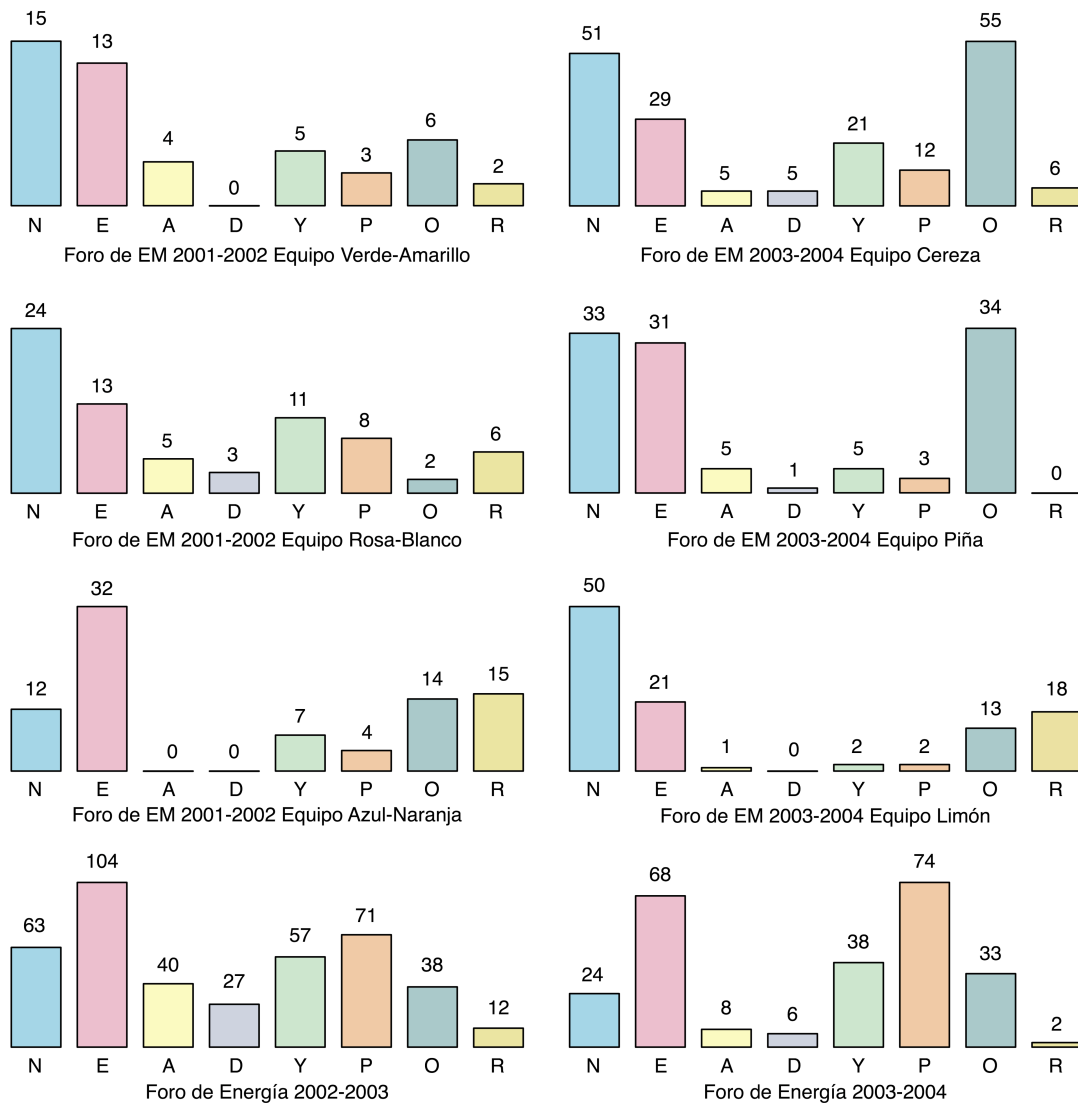 15 13 4 0 5 3 6 2
N E A D Y P O R
Foro de EM 2001-2002 Equipo Verde-Amarillo
51 29 5 5 21 12 55 6
N E A D Y P O R
Foro de EM 2003-2004 Equipo Cereza
24 13 5 3 11 8 2 6
N E A D Y P O R
Foro de EM 2001-2002 Equipo Rosa-Blanco
33 31 5 1 5 3 34 0
N E A D Y P O R
Foro de EM 2003-2004 Equipo Piña
12 32 0 0 7 4 14 15
N E A D Y P O R
Foro de EM 2001-2002 Equipo Azul-Naranja
50 21 1 0 2 2 13 18
N E A D Y P O R
Foro de EM 2003-2004 Equipo Limón
63 104 40 27 57 71 38 12
N E A D Y P O R
Foro de Energía 2002-2003
24 68 8 6 38 74 33 2
N E A D Y P O R
Foro de Energía 2003-2004